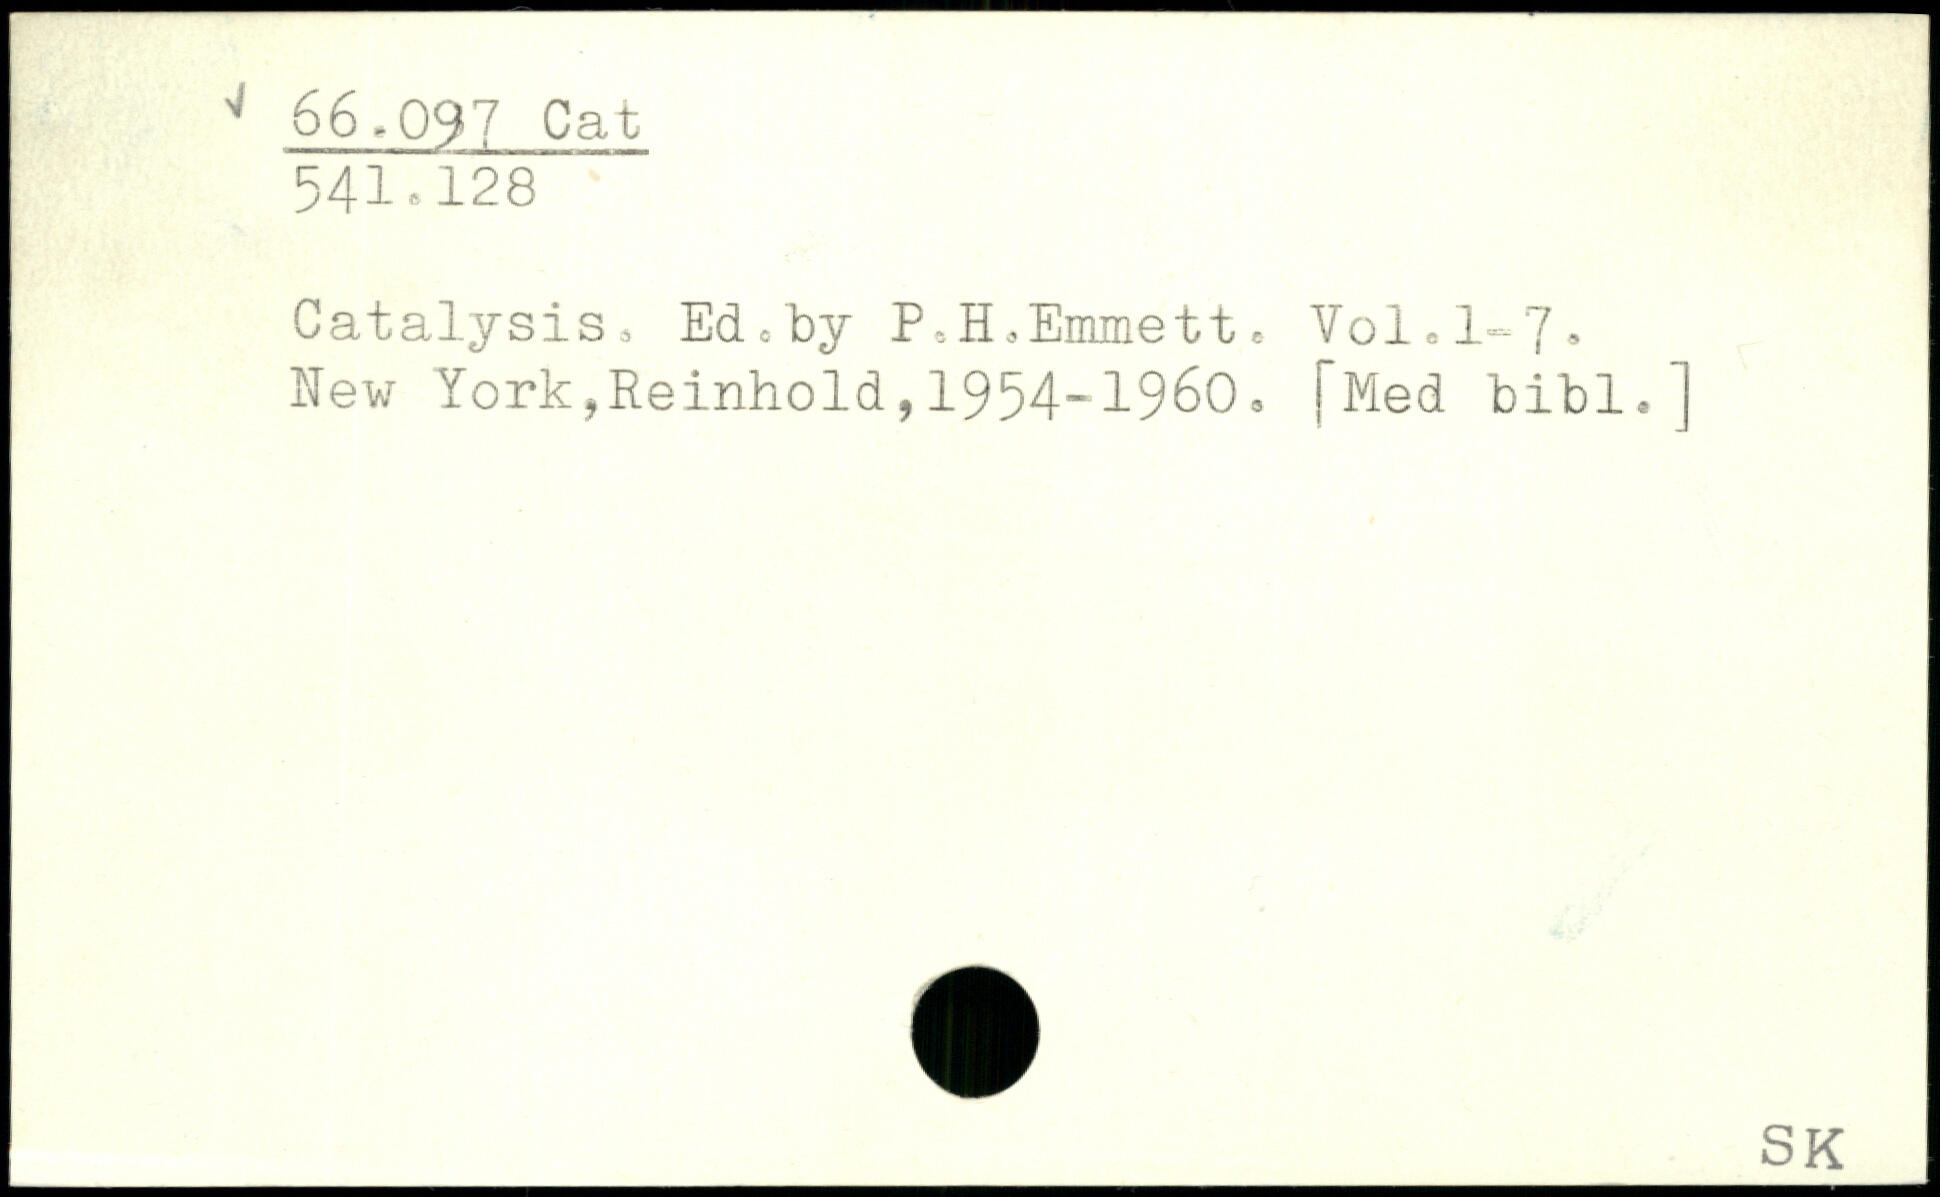 ✓ 66.097 Cat
541.128
Catalysis. Ed.by P.H.Emmett. Vol.1-7.
New York,Reinhold,1954-1960. [Med bibl.]
SK